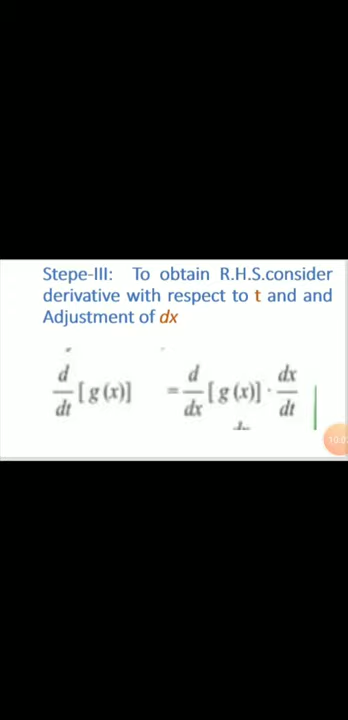 Stepe-III: To obtain R.H.S.consider
derivative with respect to t and and
Adjustment of dx
d/dt [g(x)] = d/dx [g(x)] · dx/dt